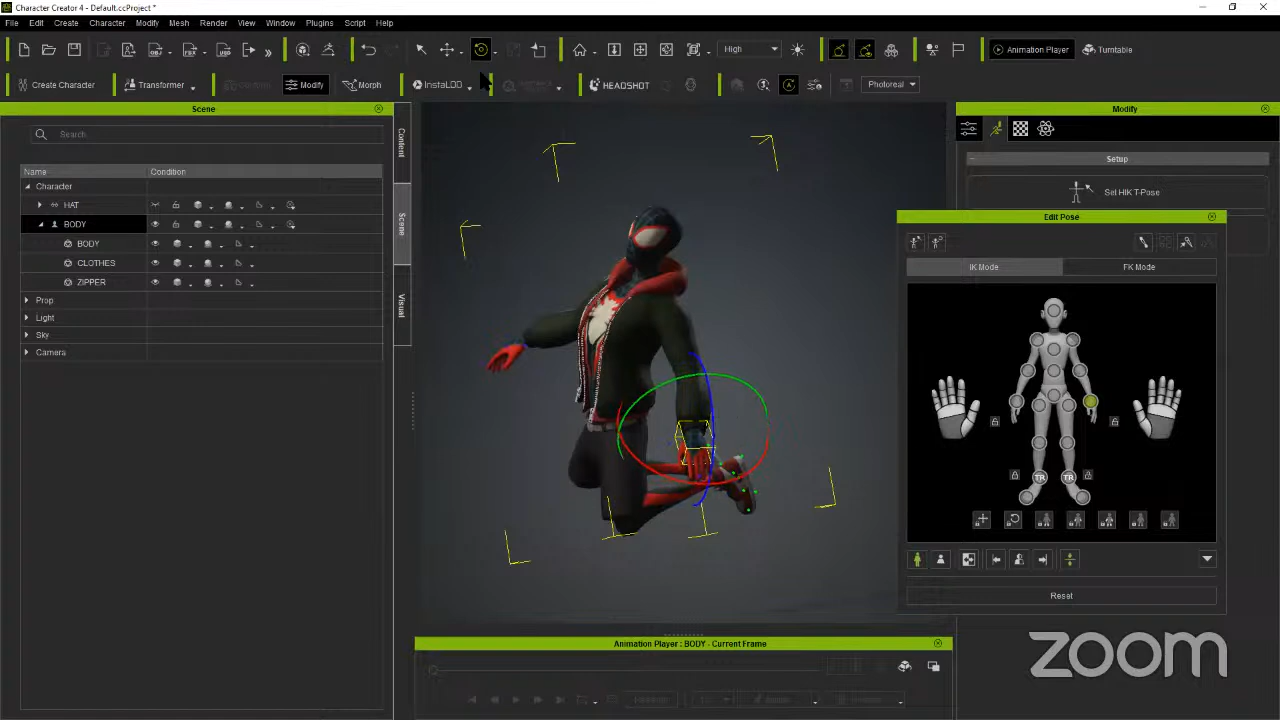 Character Creator 4 - Default.ccProject *
File Edit Create Character Modify Mesh Render View Window Plugins Script Help
High Animation Player Turntable
Create Character Transformer Modify Morph InstaLOD HEADSHOT Photoreal
Scene
Search..
Name Condition
Character
HAT
BODY
BODY
CLOTHES
ZIPPER
Prop
Light
Sky
Camera
Content
Scene
Visual
Modify
Setup
Set HIK T-Pose
Edit Pose
IK Mode FK Mode
TR TR
Reset
Animation Player : BODY - Current Frame
zoom